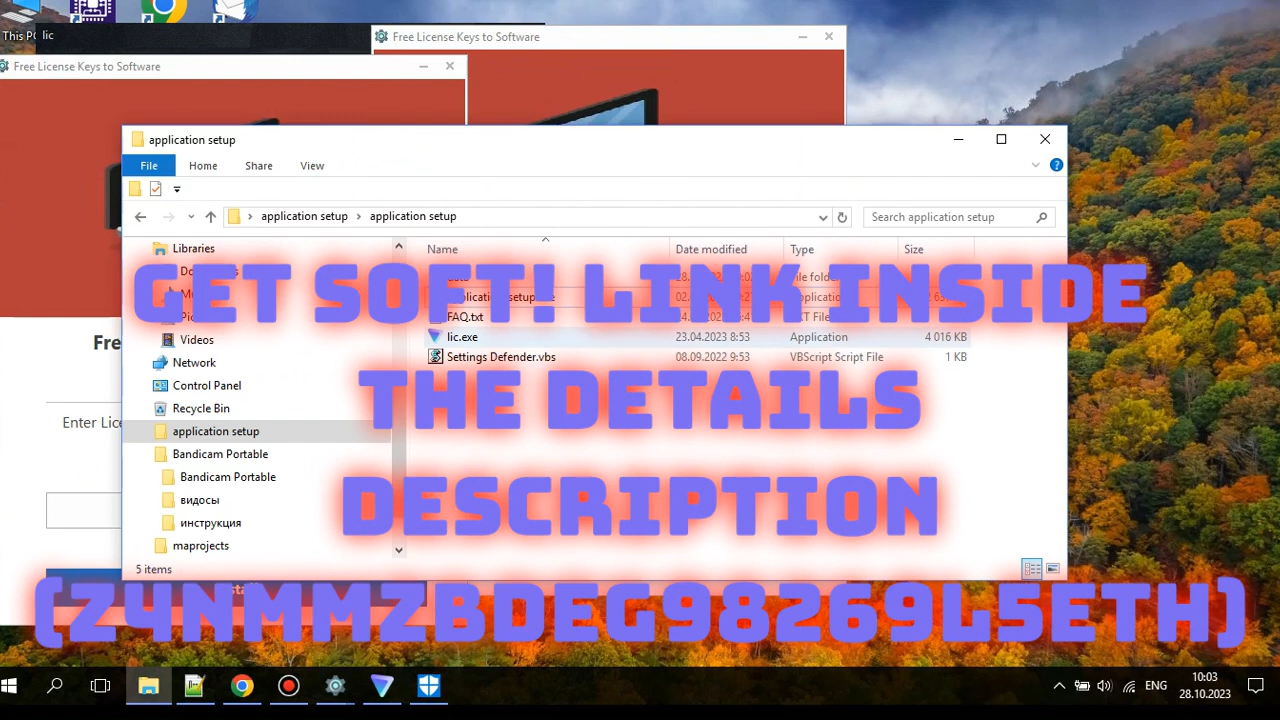 This PC
lic
Free License Keys to Software
Free License Keys to Software
application setup
File
Home
Share
View
application setup
application setup
Search application setup
Name
Date modified
Type
Size
Libraries
Videos
Network
Control Panel
Recycle Bin
application setup
Bandicam Portable
Bandicam Portable
видосы
инструкция
maprojects
FAQ.txt
lic.exe
23.04.2023 8:53
Application
4 016 KB
Settings Defender.vbs
08.09.2022 9:53
VBScript Script File
1 KB
5 items
GET SOFT! LINK INSIDE
THE DETAILS
DESCRIPTION
(Z4NMMZBDEG98269L5ETH)
Enter
ENG
10:03
28.10.2023